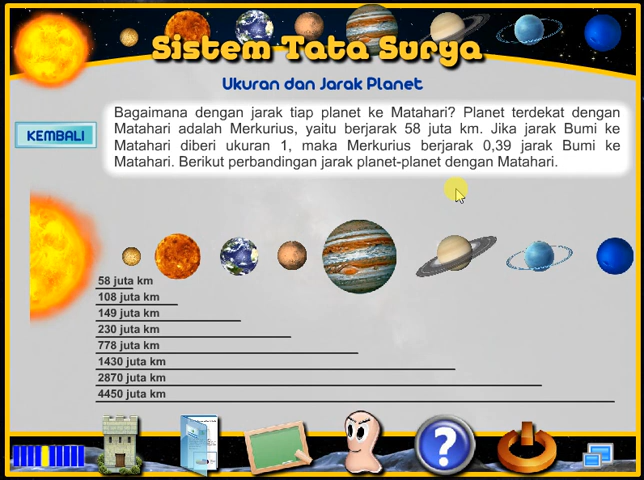 Sistem Tata Surya
Ukuran dan Jarak Planet
KEMBALI
Bagaimana dengan jarak tiap planet ke Matahari? Planet terdekat dengan
Matahari adalah Merkurius, yaitu berjarak 58 juta km. Jika jarak Bumi ke
Matahari diberi ukuran 1, maka Merkurius berjarak 0,39 jarak Bumi ke
Matahari. Berikut perbandingan jarak planet-planet dengan Matahari.
58 juta km
108 juta km
149 juta km
230 juta km
778 juta km
1430 juta km
2870 juta km
4450 juta km
?